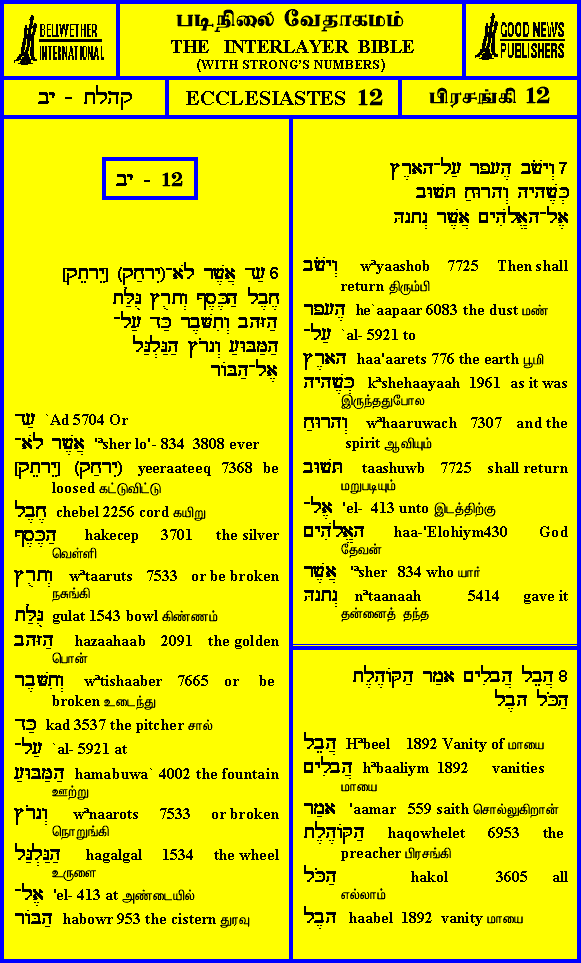 BELLWETHER
INTERNATIONAL
படிநிலை வேதாகமம்
THE INTERLAYER BIBLE
(WITH STRONG'S NUMBERS)
GOOD NEWS
PUBLISHERS
קהלת - יב
ECCLESIASTES 12
பிரசங்கி 12
יב - 12
6 עַד אֲשֶׁר לֹא־(יִרְחַק) [יֵרָתֵק]
חֶבֶל הַכֶּסֶף וְתָרֻץ גֻּלַּת
הַזָּהָב וְתִשָּׁבֶר כַּד עַל־
הַמַּבּוּעַ וְנָרֹץ הַגַּלְגַּל
אֶל־הַבּוֹר
עַד `Ad 5704 Or
אֲשֶׁר לֹא־ 'ªsher lo'- 834 3808 ever
(יִרְחַק) [יֵרָתֵק] yeeraateeq 7368 be
loosed கட்டுவிட்டு
חֶבֶל chebel 2256 cord கயிறு
הַכֶּסֶף hakecep 3701 the silver
வெள்ளி
וְתָרֻץ wªtaaruts 7533 or be broken
நசுங்கி
גֻּלַּת gulat 1543 bowl கிண்ணம்
הַזָּהָב hazaahaab 2091 the golden
பொன்
וְתִשָּׁבֶר wªtishaaber 7665 or be
broken உடைந்து
כַּד kad 3537 the pitcher சால்
עַל־ `al- 5921 at
הַמַּבּוּעַ hamabuwa` 4002 the fountain
ஊற்று
וְנָרֹץ wªnaarots 7533 or broken
நொறுங்கி
הַגַּלְגַּל hagalgal 1534 the wheel
உருளை
אֶל־ 'el- 413 at அண்டையில்
הַבּוֹר habowr 953 the cistern துரவு
7 וְיָשֹׁב הֶעָפָר עַל־הָאָרֶץ
כְּשֶׁהָיָה וְהָרוּחַ תָּשׁוּב
אֶל־הָאֱלֹהִים אֲשֶׁר נְתָנָהּ
וְיָשֹׁב wªyaashob 7725 Then shall
return திரும்பி
הֶעָפָר he`aapaar 6083 the dust மண்
עַל־ `al- 5921 to
הָאָרֶץ haa'aarets 776 the earth பூமி
כְּשֶׁהָיָה kªshehaayaah 1961 as it was
இருந்ததுபோல
וְהָרוּחַ wªhaaruwach 7307 and the
spirit ஆவியும்
תָּשׁוּב taashuwb 7725 shall return
மறுபடியும்
אֶל־ 'el- 413 unto இடத்திற்கு
הָאֱלֹהִים haa-'Elohiym430 God
தேவன்
אֲשֶׁר 'ªsher 834 who யார்
נְתָנָהּ nªtaanaah 5414 gave it
தன்னைத் தந்த
8 הֲבֵל הֲבָלִים אָמַר הַקּוֹהֶלֶת
הַכֹּל הָבֶל
הֲבֵל Hªbeel 1892 Vanity of மாயை
הֲבָלִים hªbaaliym 1892 vanities
மாயை
אָמַר 'aamar 559 saith சொல்லுகிறான்
הַקּוֹהֶלֶת haqowhelet 6953 the
preacher பிரசங்கி
הַכֹּל hakol 3605 all
எல்லாம்
הָבֶל haabel 1892 vanity மாயை